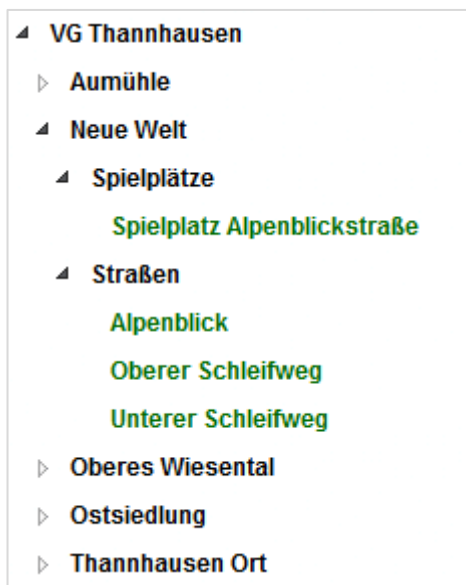 VG Thannhausen
Aumühle
Neue Welt
Spielplätze
Spielplatz Alpenblickstraße
Straßen
Alpenblick
Oberer Schleifweg
Unterer Schleifweg
Oberes Wiesental
Ostsiedlung
Thannhausen Ort